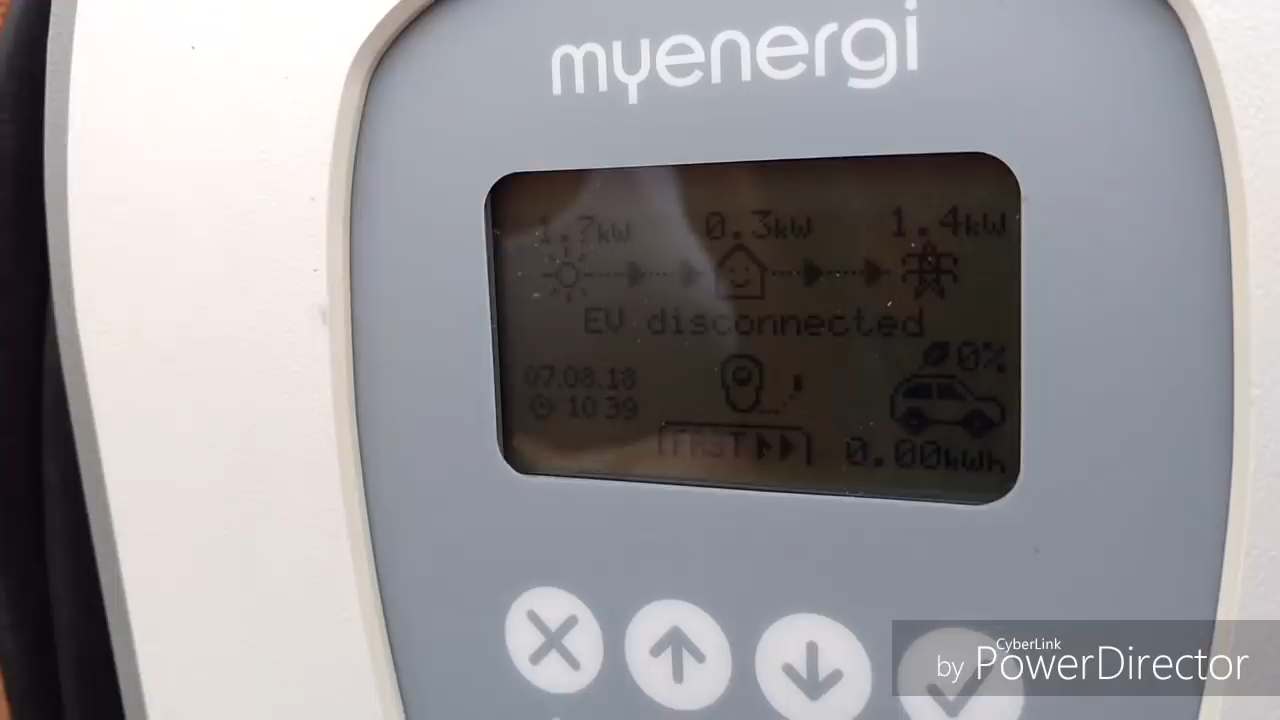 myenergi
1.7kW 0.3kW 1.4kW
EV disconnected
0%
07.08.18
10 39
FAST
0.00kWh
CyberLink
by PowerDirector